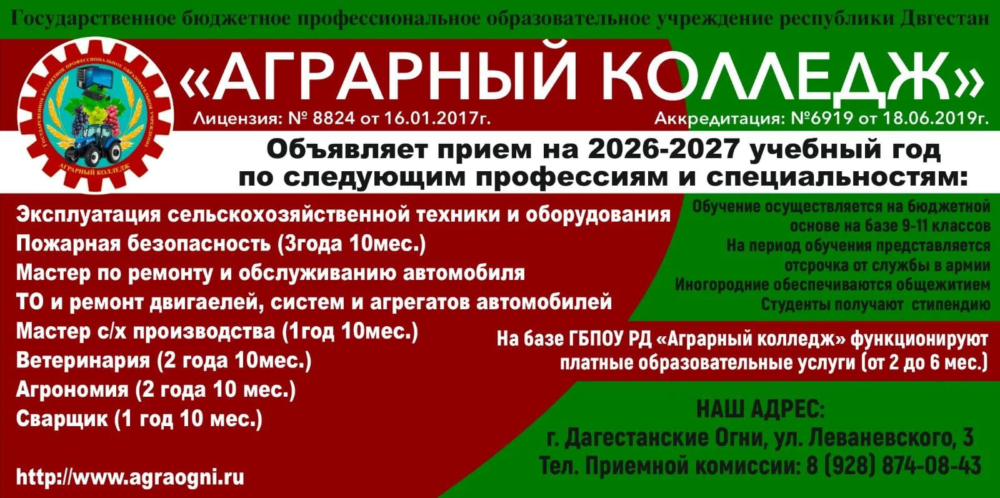 Государственное бюджетное профессиональное образовательное учреждение республики Двгестан
«АГРАРНЫЙ КОЛЛЕДЖ»
Лицензия: № 8824 от 16.01.2017г.
Аккредитация: №6919 от 18.06.2019г.
ГОСУДАРСТВЕННОЕ БЮДЖЕТНОЕ ПРОФЕССИОНАЛЬНОЕ ОБРАЗОВАТЕЛЬНОЕ УЧРЕЖДЕНИЕ
АГРАРНЫЙ КОЛЛЕДЖ
Объявляет прием на 2026-2027 учебный год
по следующим профессиям и специальностям:
Эксплуатация сельскохозяйственной техники и оборудования
Пожарная безопасность (3года 10мес.)
Мастер по ремонту и обслуживанию автомобиля
ТО и ремонт двигаелей, систем и агрегатов автомобилей
Мастер с/х производства (1год 10мес.)
Ветеринария (2 года 10мес.)
Агрономия (2 года 10 мес.)
Сварщик (1 год 10 мес.)
http://www.agraogni.ru
Обучение осуществляется на бюджетной
основе на базе 9-11 классов
На период обучения представляется
отсрочка от службы в армии
Иногородние обеспечиваются общежитием
Студенты получают стипендию
На базе ГБПОУ РД «Аграрный колледж» функционируют
платные образовательные услуги (от 2 до 6 мес.)
НАШ АДРЕС:
г. Дагестанские Огни, ул. Леваневского, 3
Тел. Приемной комиссии: 8 (928) 874-08-43